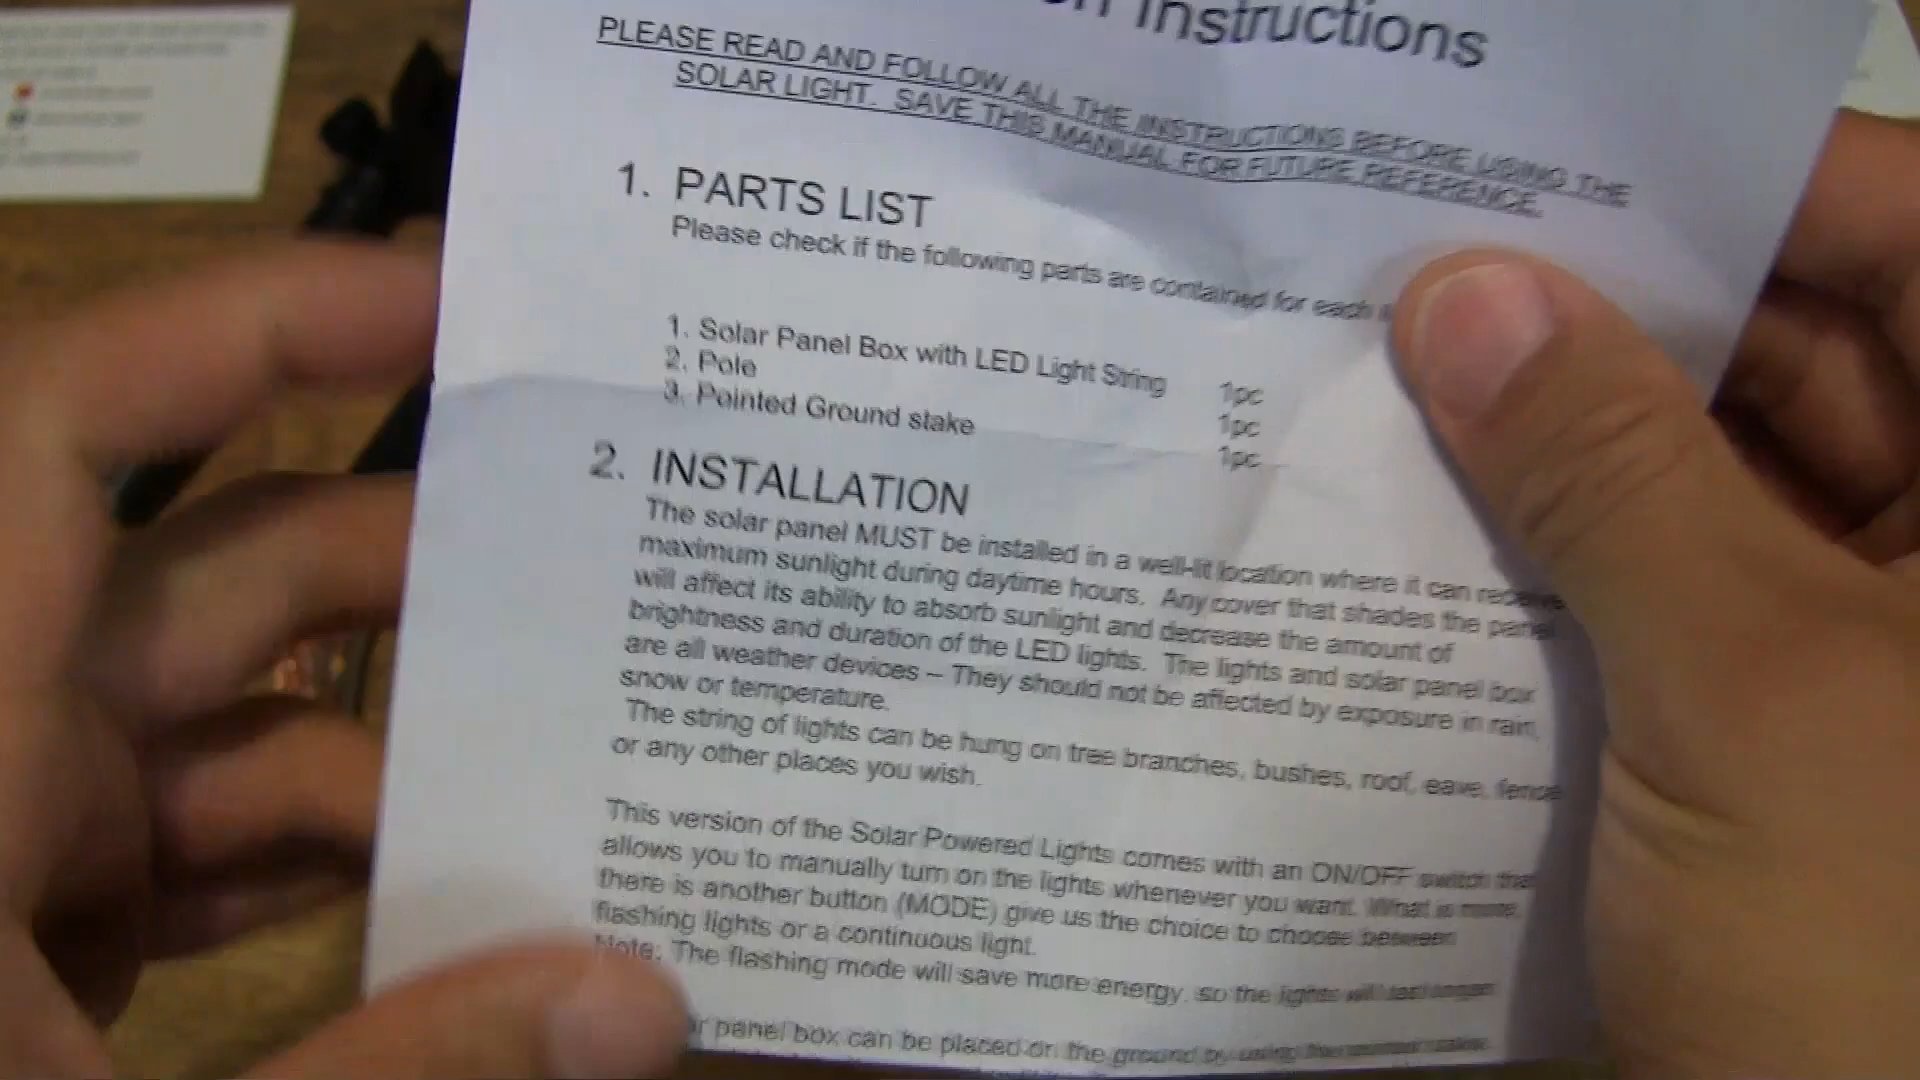 Instructions
PLEASE READ AND FOLLOW ALL THE INSTRUCTIONS BEFORE USING THE
SOLAR LIGHT. SAVE THIS MANUAL FOR FUTURE REFERENCE.
1. PARTS LIST
Please check if the following parts are contained for each
1. Solar Panel Box with LED Light String 1pc
2. Pole 1pc
3. Pointed Ground stake 1pc
2. INSTALLATION
The solar panel MUST be installed in a well-lit location where it can receive
maximum sunlight during daytime hours. Any cover that shades the panel
will affect its ability to absorb sunlight and decrease the amount of
brightness and duration of the LED lights. The lights and solar panel box
are all weather devices – They should not be affected by exposure in rain,
snow or temperature.
The string of lights can be hung on tree branches, bushes, roof, eave, fence
or any other places you wish.
This version of the Solar Powered Lights comes with an ON/OFF switch that
allows you to manually turn on the lights whenever you want. What is more,
there is another button (MODE) give us the choice to choose between
flashing lights or a continuous light.
Note: The flashing mode will save more energy, so the lights will last longer.
panel box can be placed on the ground by using the